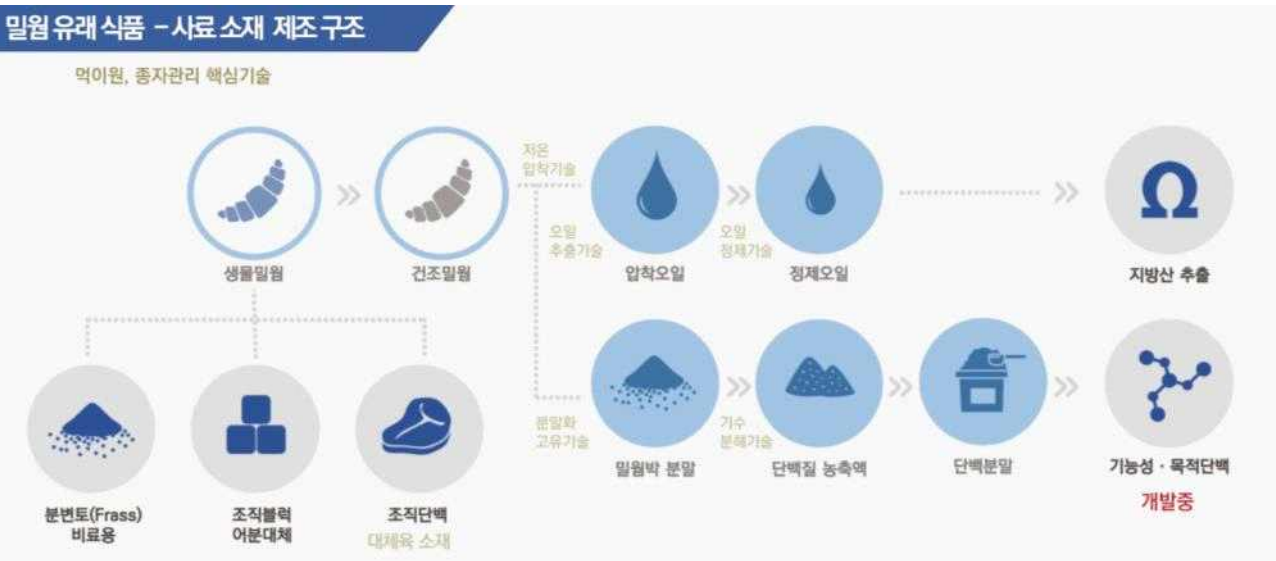 밀웜 유래 식품 - 사료 소재 제조 구조
먹이원, 종자관리 핵심기술
저온
압착기술
오일
추출기술
오일
정제기술
생물밀웜
건조밀웜
압착오일
정제오일
Ω
지방산 추출
분말화
고유기술
가수
분해기술
밀웜박 분말
단백질 농축액
단백분말
기능성 · 목적단백
개발중
분변토(Frass)
비료용
조직블럭
어분대체
조직단백
대체육 소재